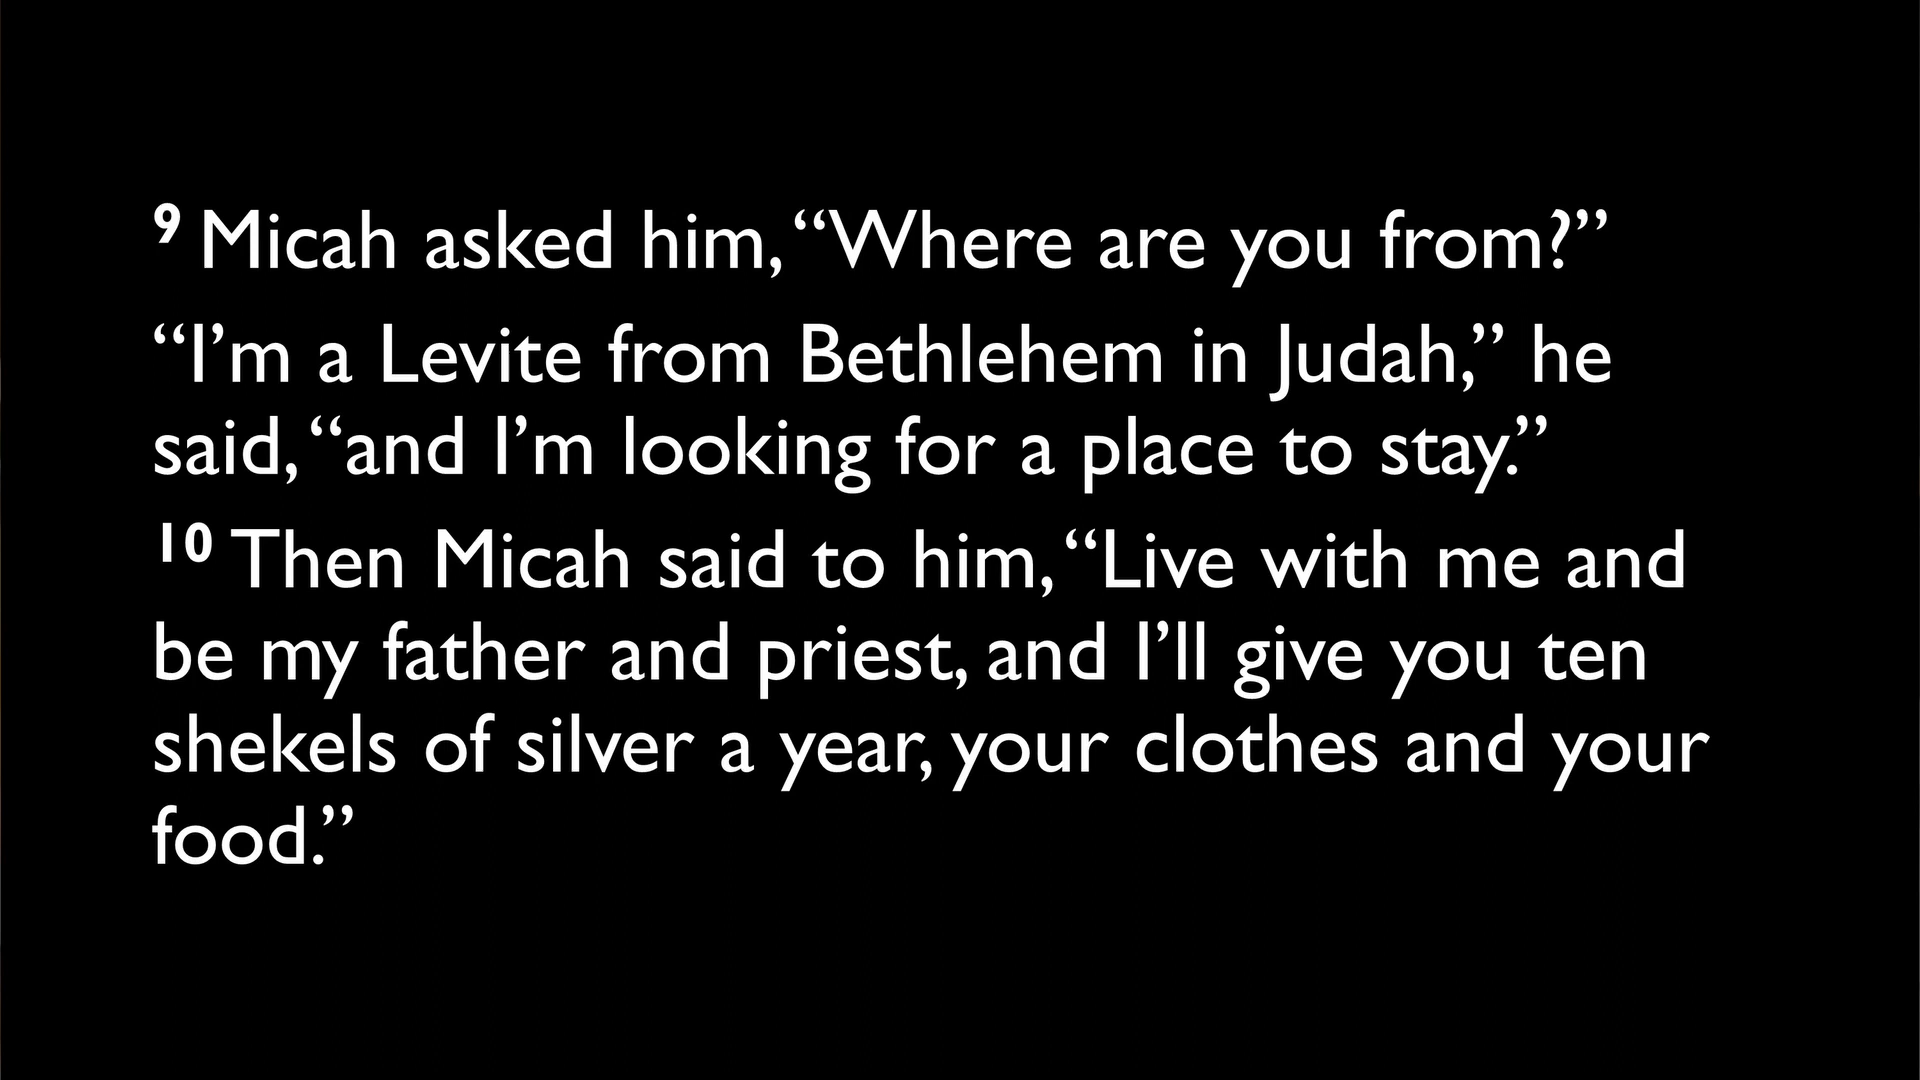 9 Micah asked him, “Where are you from?”
“I’m a Levite from Bethlehem in Judah,” he
said, “and I’m looking for a place to stay.”
10 Then Micah said to him, “Live with me and
be my father and priest, and I’ll give you ten
shekels of silver a year, your clothes and your
food.”